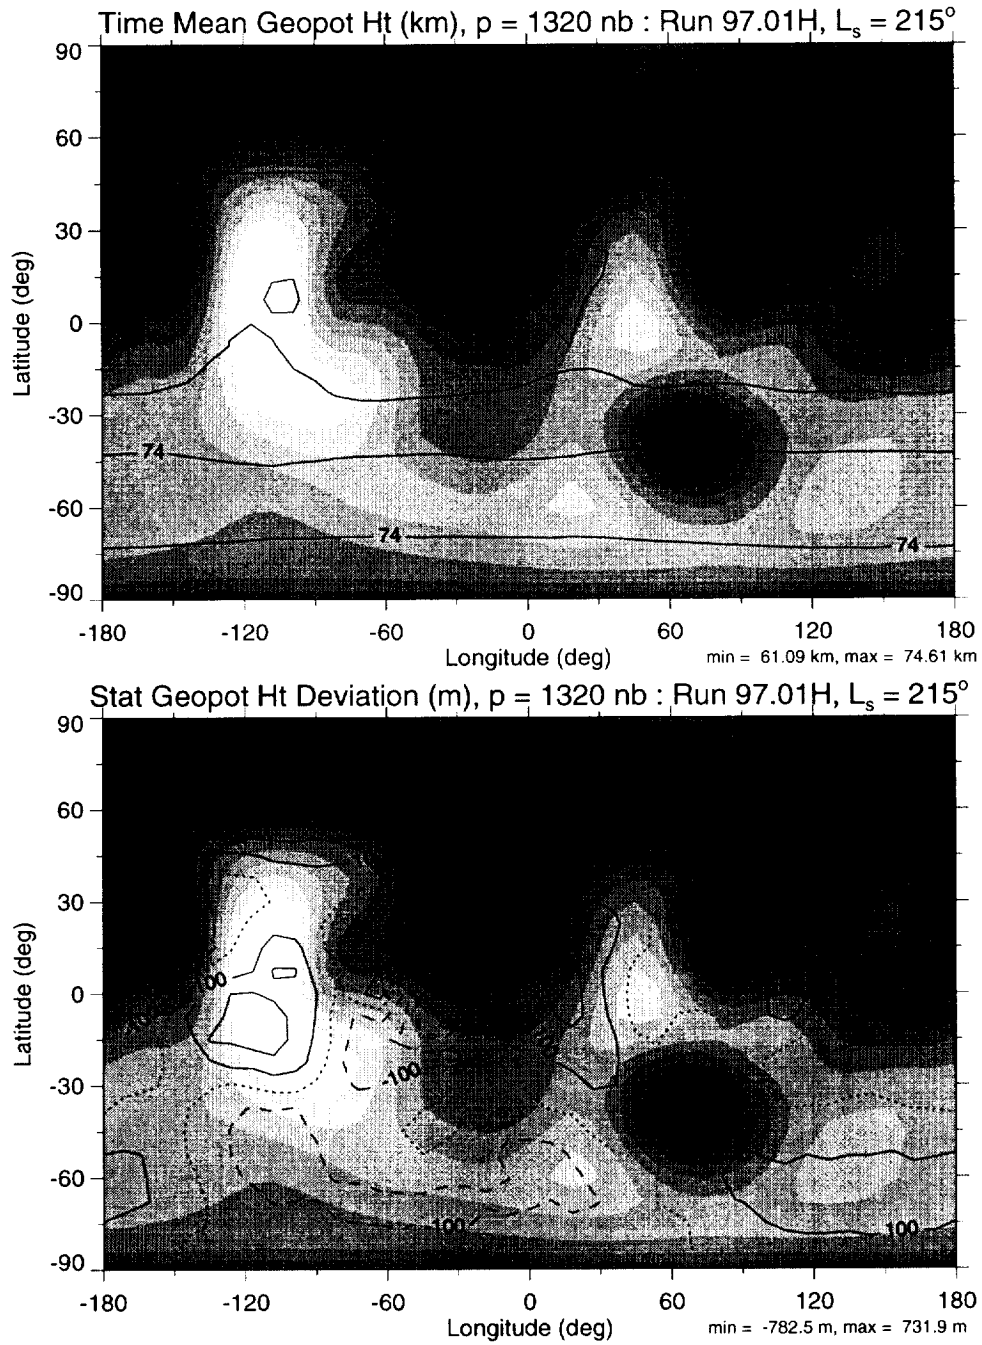 Time Mean Geopot Ht (km), p = 1320 nb : Run 97.01H, Ls = 215°
90
60
30
0
-30
-60
-90
Latitude (deg)
74
74
74
-180 -120 -60 0 60 120 180
Longitude (deg)
min = 61.09 km, max = 74.61 km
Stat Geopot Ht Deviation (m), p = 1320 nb : Run 97.01H, Ls = 215°
90
60
30
0
-30
-60
-90
Latitude (deg)
-100
100
100
-180 -120 -60 0 60 120 180
Longitude (deg)
min = -782.5 m, max = 731.9 m